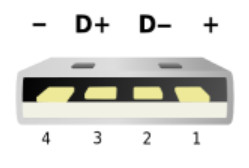 – D+ D– +
4 3 2 1